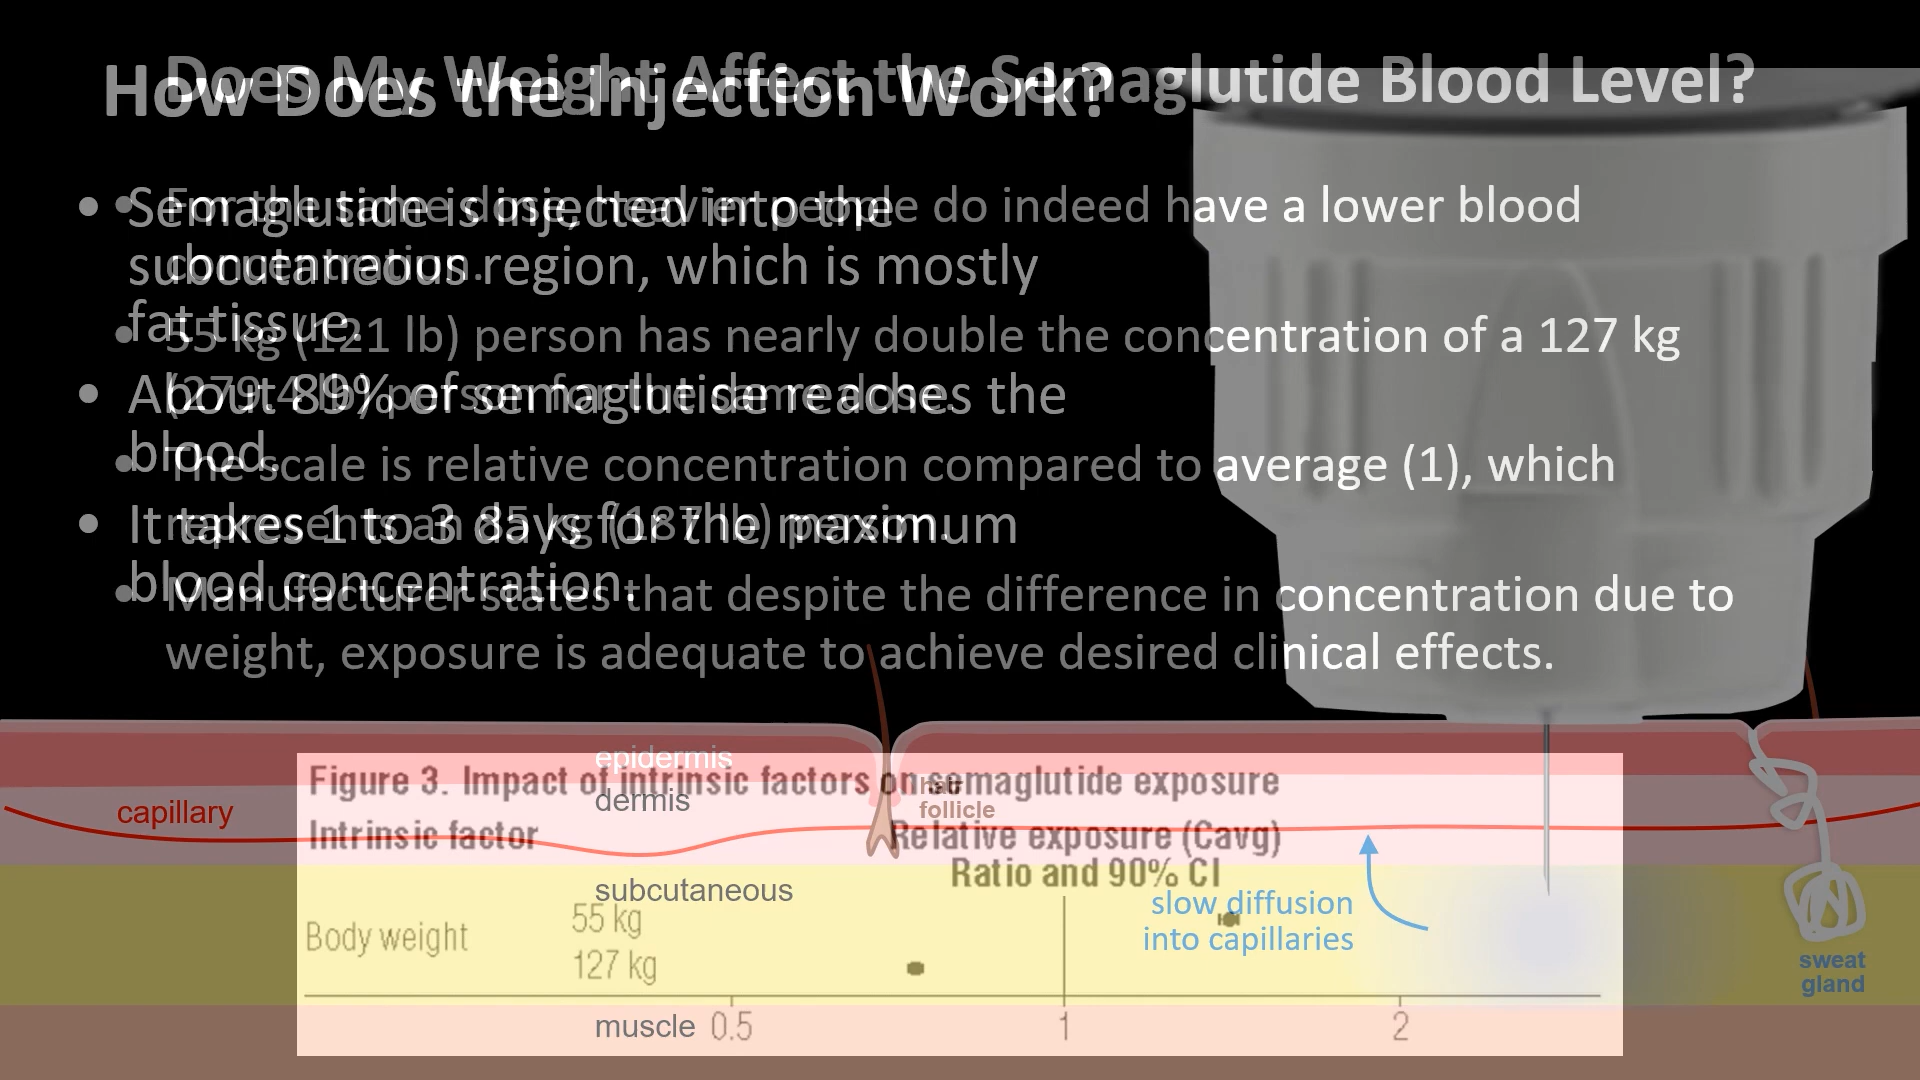 How Does the Injection Work?
• Semaglutide is injected into the
subcutaneous region, which is mostly
fat tissue.
• About 89% of semaglutide reaches the
blood.
• It takes 1 to 3 days for the maximum
blood concentration.
Does My Weight Affect the Semaglutide Blood Level?
• For the same dose, heavier people do indeed have a lower blood
concentration.
• 55 kg (121 lb) person has nearly double the concentration of a 127 kg
(279.4 lb) person for the same dose.
• The scale is relative concentration compared to average (1), which
represents an 85 kg (187 lb) person.
• Manufacturer states that despite the difference in concentration due to
weight, exposure is adequate to achieve desired clinical effects.
epidermis
dermis
capillary
hair
follicle
subcutaneous
slow diffusion
into capillaries
sweat
gland
muscle
Figure 3. Impact of intrinsic factors on semaglutide exposure
Intrinsic factor
Relative exposure (Cavg)
Ratio and 90% CI
Body weight
55 kg
127 kg
0.5
1
2